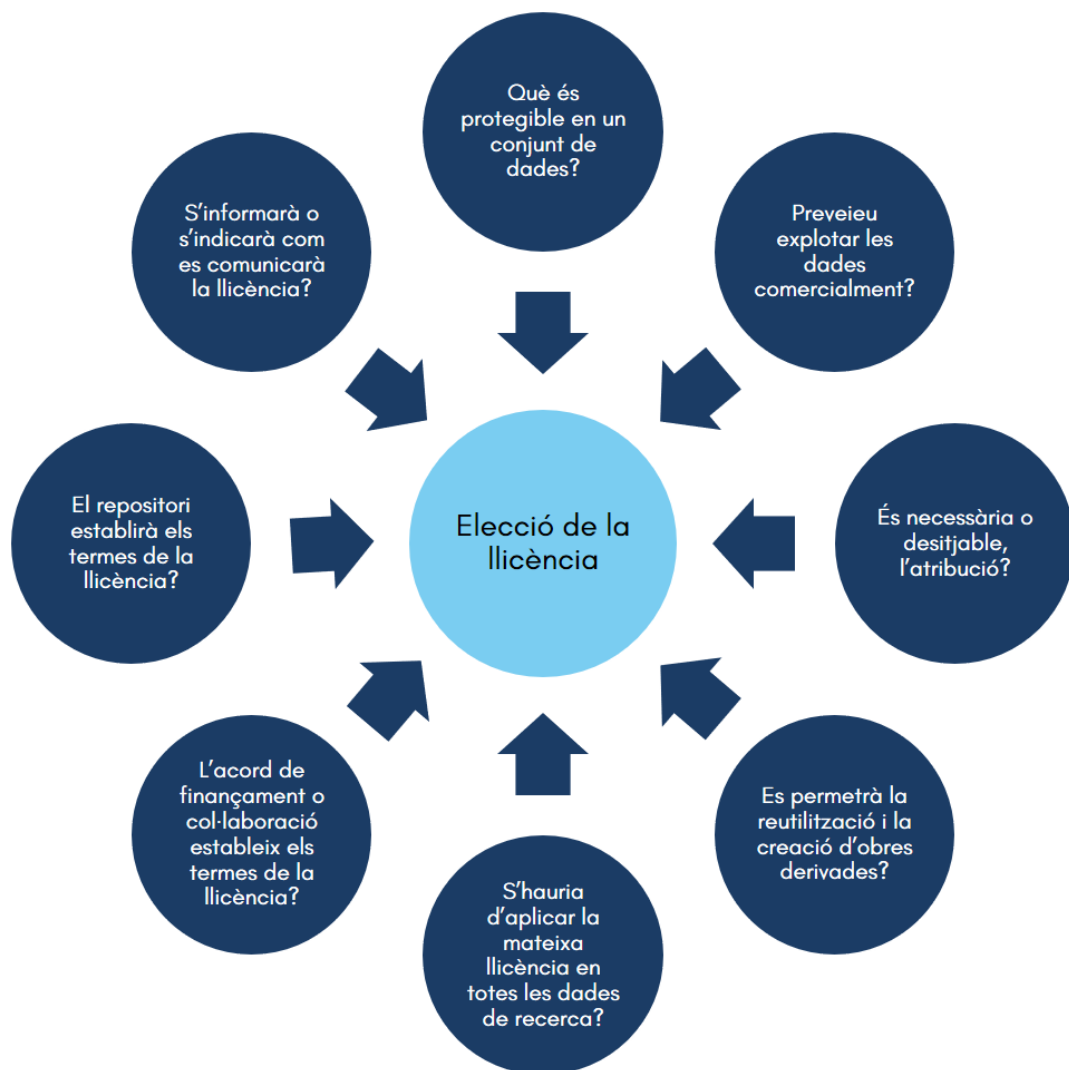 Què és
protegible en un
conjunt de
dades?
Preveieu
explotar les
dades
comercialment?
És necessària o
desitjable,
l'atribució?
Es permetrà la
reutilització i la
creació d'obres
derivades?
S'hauria
d'aplicar la
mateixa
llicència en
totes les dades
de recerca?
L'acord de
finançament o
col·laboració
estableix els
termes de la
llicència?
El repositori
establirà els
termes de la
llicència?
S'informarà o
s'indicarà com
es comunicarà
la llicència?
Elecció de la
llicència